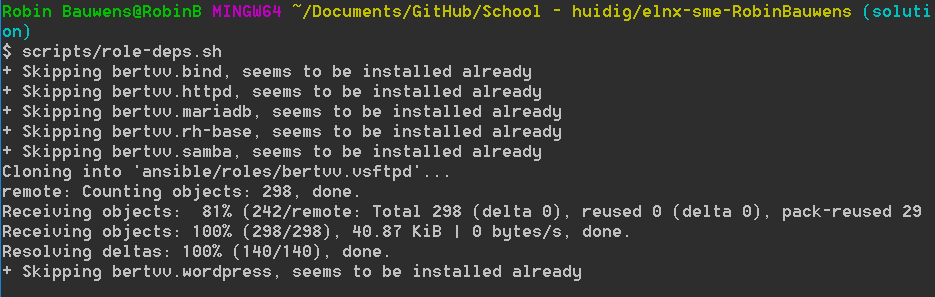 Robin Bauwens@RobinB MINGW64 ~/Documents/GitHub/School - huidig/elnx-sme-RobinBauwens (soluti
on)
$ scripts/role-deps.sh
+ Skipping bertvv.bind, seems to be installed already
+ Skipping bertvv.httpd, seems to be installed already
+ Skipping bertvv.mariadb, seems to be installed already
+ Skipping bertvv.rh-base, seems to be installed already
+ Skipping bertvv.samba, seems to be installed already
Cloning into 'ansible/roles/bertvv.vsftpd'...
remote: Counting objects: 298, done.
Receiving objects:  81% (242/remote: Total 298 (delta 0), reused 0 (delta 0), pack-reused 29
Receiving objects: 100% (298/298), 40.87 KiB | 0 bytes/s, done.
Resolving deltas: 100% (140/140), done.
+ Skipping bertvv.wordpress, seems to be installed already